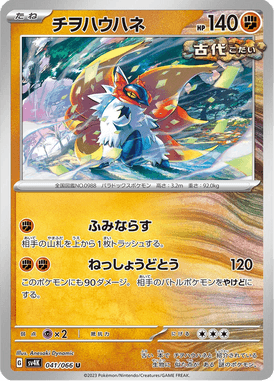 たね
チヲハウハネ
HP 140
古代
こだい
全国図鑑NO.0988 パラドックスポケモン 高さ:3.2m 重さ:92.0kg
ふみならす
相手の山札を上から1枚トラッシュする。
ねっしょうどとう 120
このポケモンにも90ダメージ。相手のバトルポケモンをやけどにする。
弱点 ×2 抵抗力 にげる
Illus. Anesaki Dynamic
sv4K 041/066 U
©2023 Pokémon/Nintendo/Creatures/GAME FREAK.